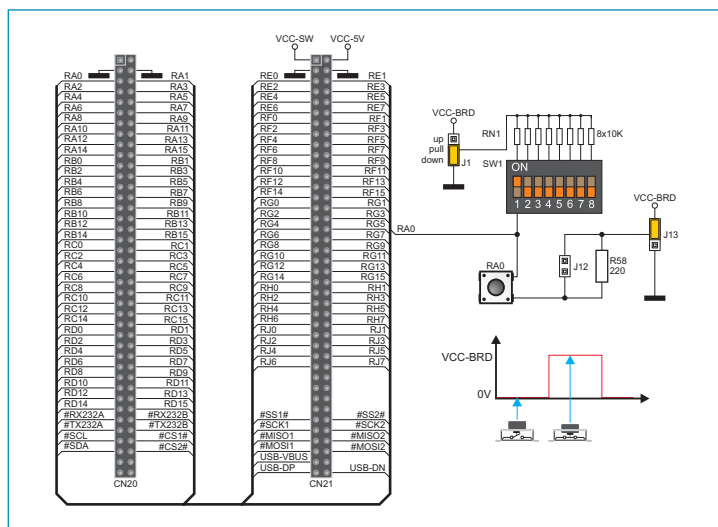 VCC-SW VCC-5V
RA0 RA1
RA2 RA3
RA4 RA5
RA6 RA7
RA8 RA9
RA10 RA11
RA12 RA13
RA14 RA15
RB0 RB1
RB2 RB3
RB4 RB5
RB6 RB7
RB8 RB9
RB10 RB11
RB12 RB13
RB14 RB15
RC0 RC1
RC2 RC3
RC4 RC5
RC6 RC7
RC8 RC9
RC10 RC11
RC12 RC13
RC14 RC15
RD0 RD1
RD2 RD3
RD4 RD5
RD6 RD7
RD8 RD9
RD10 RD11
RD12 RD13
RD14 RD15
#RX232A #RX232B
#TX232A #TX232B
#SCL #CS1#
#SDA #CS2#
CN20
RE0 RE1
RE2 RE3
RE4 RE5
RE6 RE7
RF0 RF1
RF2 RF3
RF4 RF5
RF6 RF7
RF8 RF9
RF10 RF11
RF12 RF13
RF14 RF15
RG0 RG1
RG2 RG3
RG4 RG5
RG6 RG7
RG8 RG9
RG10 RG11
RG12 RG13
RG14 RG15
RH0 RH1
RH2 RH3
RH4 RH5
RH6 RH7
RJ0 RJ1
RJ2 RJ3
RJ4 RJ5
RJ6 RJ7
#SS1# #SS2#
#SCK1 #SCK2
#MISO1 #MISO2
#MOSI1 #MOSI2
USB-VBUS
USB-DP USB-DN
CN21
VCC-BRD
up
pull
down
J1
RN1 8x10K
SW1
ON
1 2 3 4 5 6 7 8
RA0
VCC-BRD
J13
J12
R58
220
RA0
VCC-BRD
0V